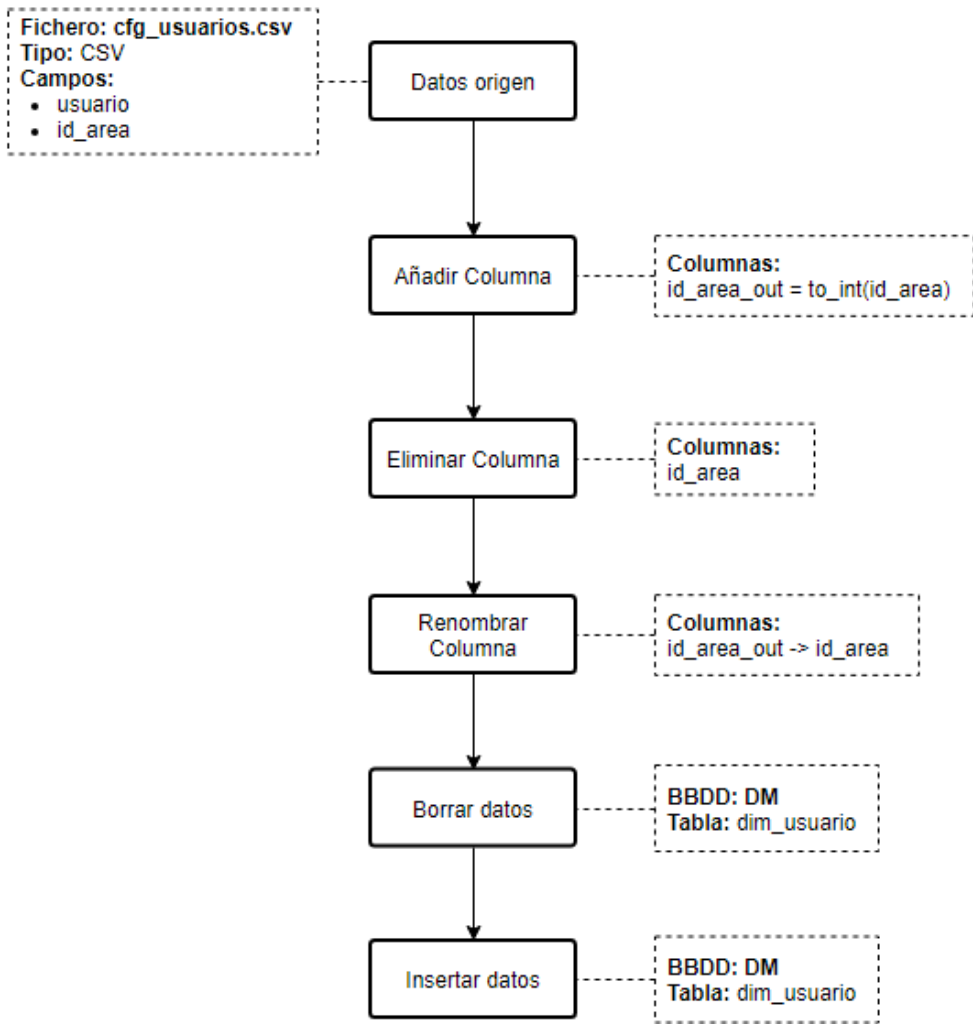 Fichero: cfg_usuarios.csv
Tipo: CSV
Campos:
• usuario
• id_area
Datos origen
Añadir Columna
Columnas:
id_area_out = to_int(id_area)
Eliminar Columna
Columnas:
id_area
Renombrar
Columna
Columnas:
id_area_out -> id_area
Borrar datos
BBDD: DM
Tabla: dim_usuario
Insertar datos
BBDD: DM
Tabla: dim_usuario